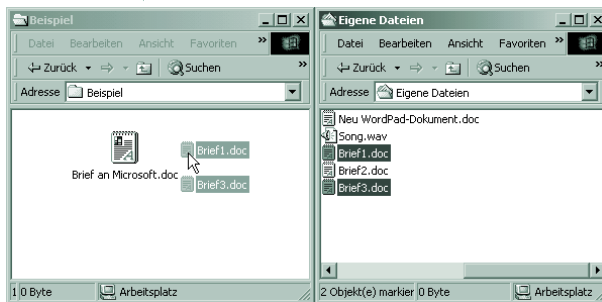 Beispiel
Datei Bearbeiten Ansicht Favoriten »
Zurück Suchen »
Adresse Beispiel
Brief an Microsoft.doc
Brief1.doc
Brief3.doc
1 0 Byte Arbeitsplatz
Eigene Dateien
Datei Bearbeiten Ansicht Favoriten »
Zurück Suchen »
Adresse Eigene Dateien
Neu WordPad-Dokument.doc
Song.wav
Brief1.doc
Brief2.doc
Brief3.doc
2 Objekt(e) markier 0 Byte Arbeitsplatz